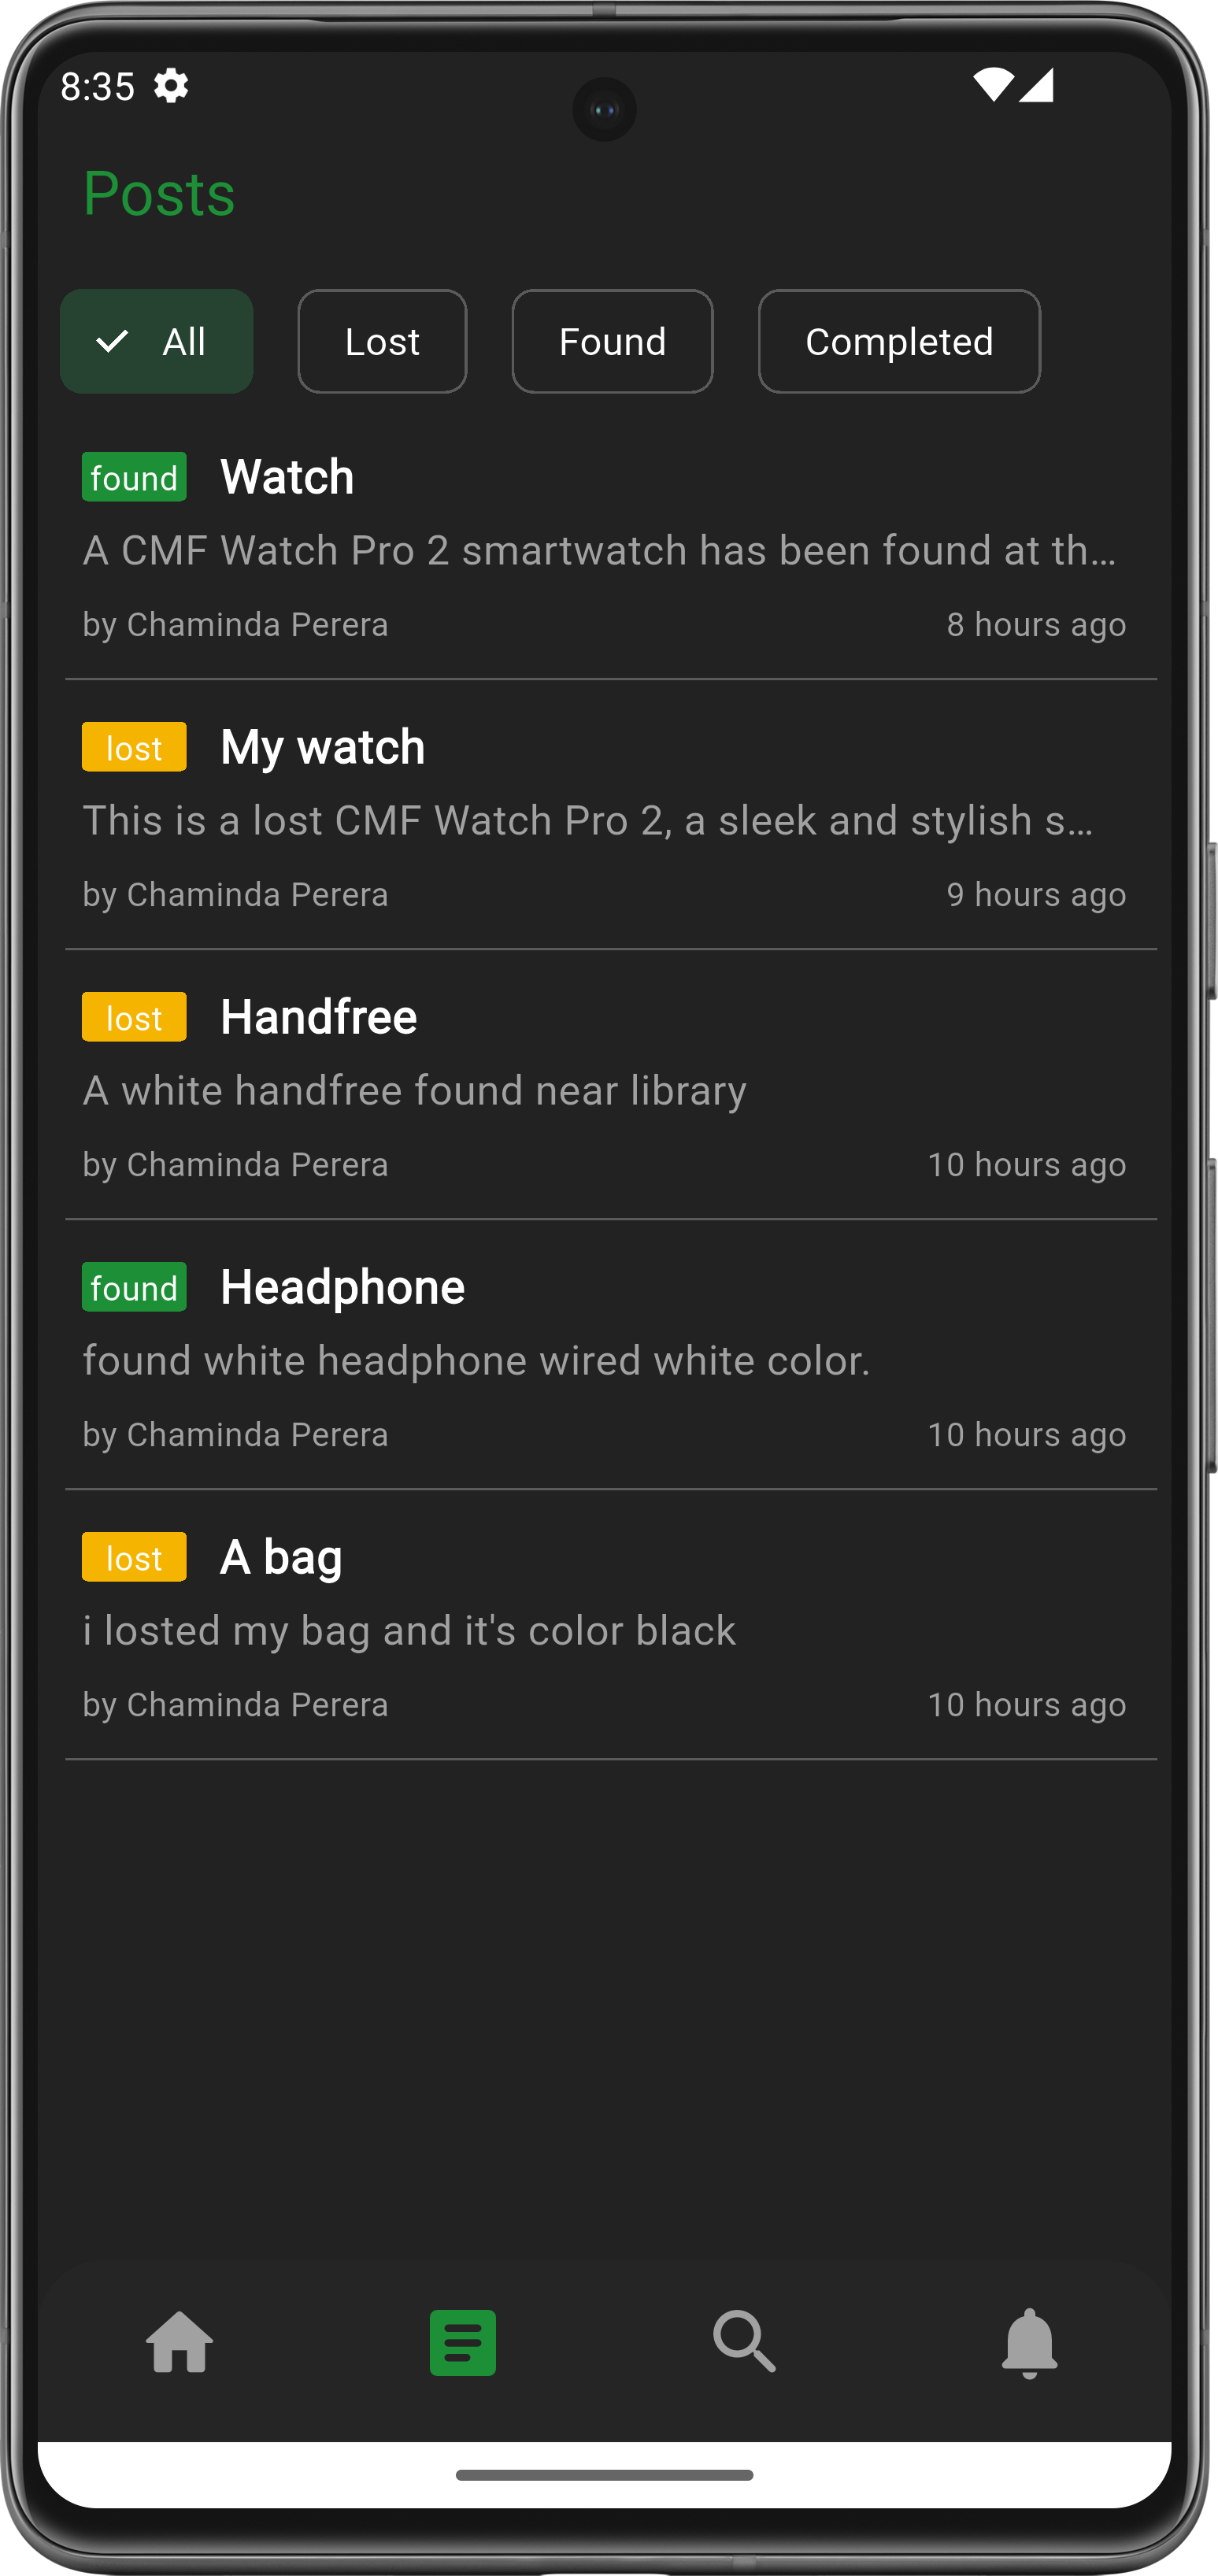 8:35
Posts
All Lost Found Completed
found Watch
A CMF Watch Pro 2 smartwatch has been found at th...
by Chaminda Perera 8 hours ago
lost My watch
This is a lost CMF Watch Pro 2, a sleek and stylish s...
by Chaminda Perera 9 hours ago
lost Handfree
A white handfree found near library
by Chaminda Perera 10 hours ago
found Headphone
found white headphone wired white color.
by Chaminda Perera 10 hours ago
lost A bag
i losted my bag and it's color black
by Chaminda Perera 10 hours ago